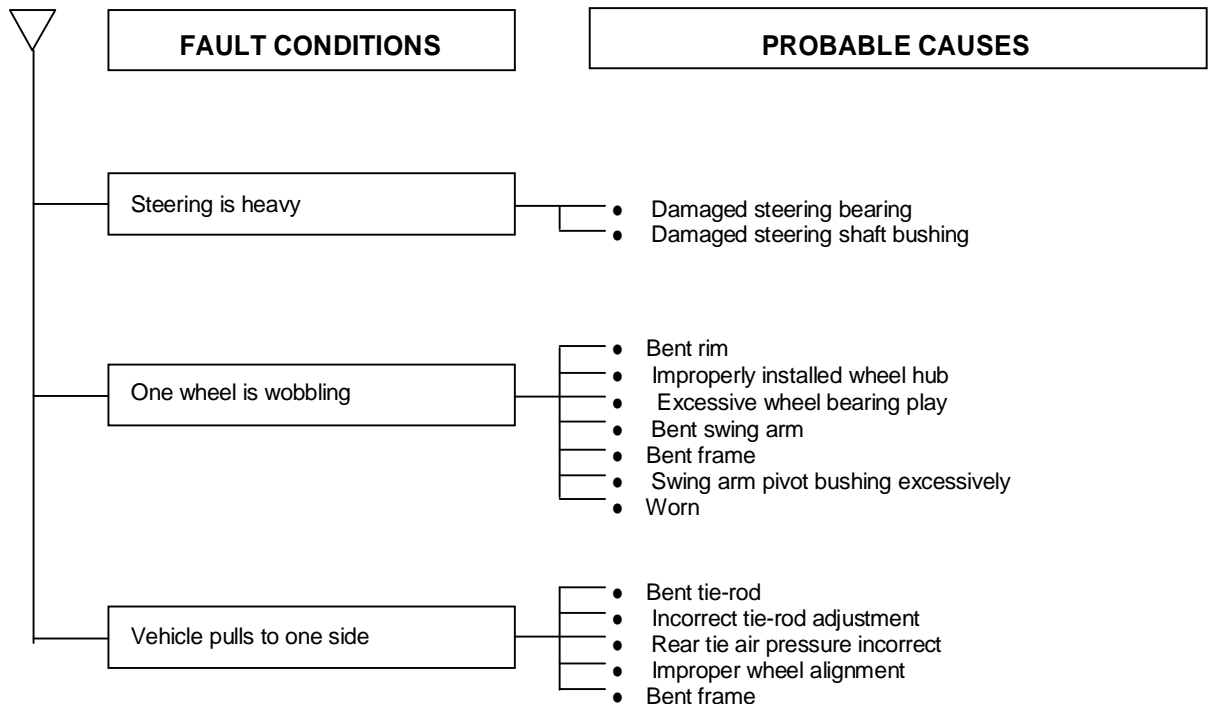 FAULT CONDITIONS
PROBABLE CAUSES
Steering is heavy
● Damaged steering bearing
● Damaged steering shaft bushing
One wheel is wobbling
● Bent rim
● Improperly installed wheel hub
● Excessive wheel bearing play
● Bent swing arm
● Bent frame
● Swing arm pivot bushing excessively
● Worn
Vehicle pulls to one side
● Bent tie-rod
● Incorrect tie-rod adjustment
● Rear tie air pressure incorrect
● Improper wheel alignment
● Bent frame